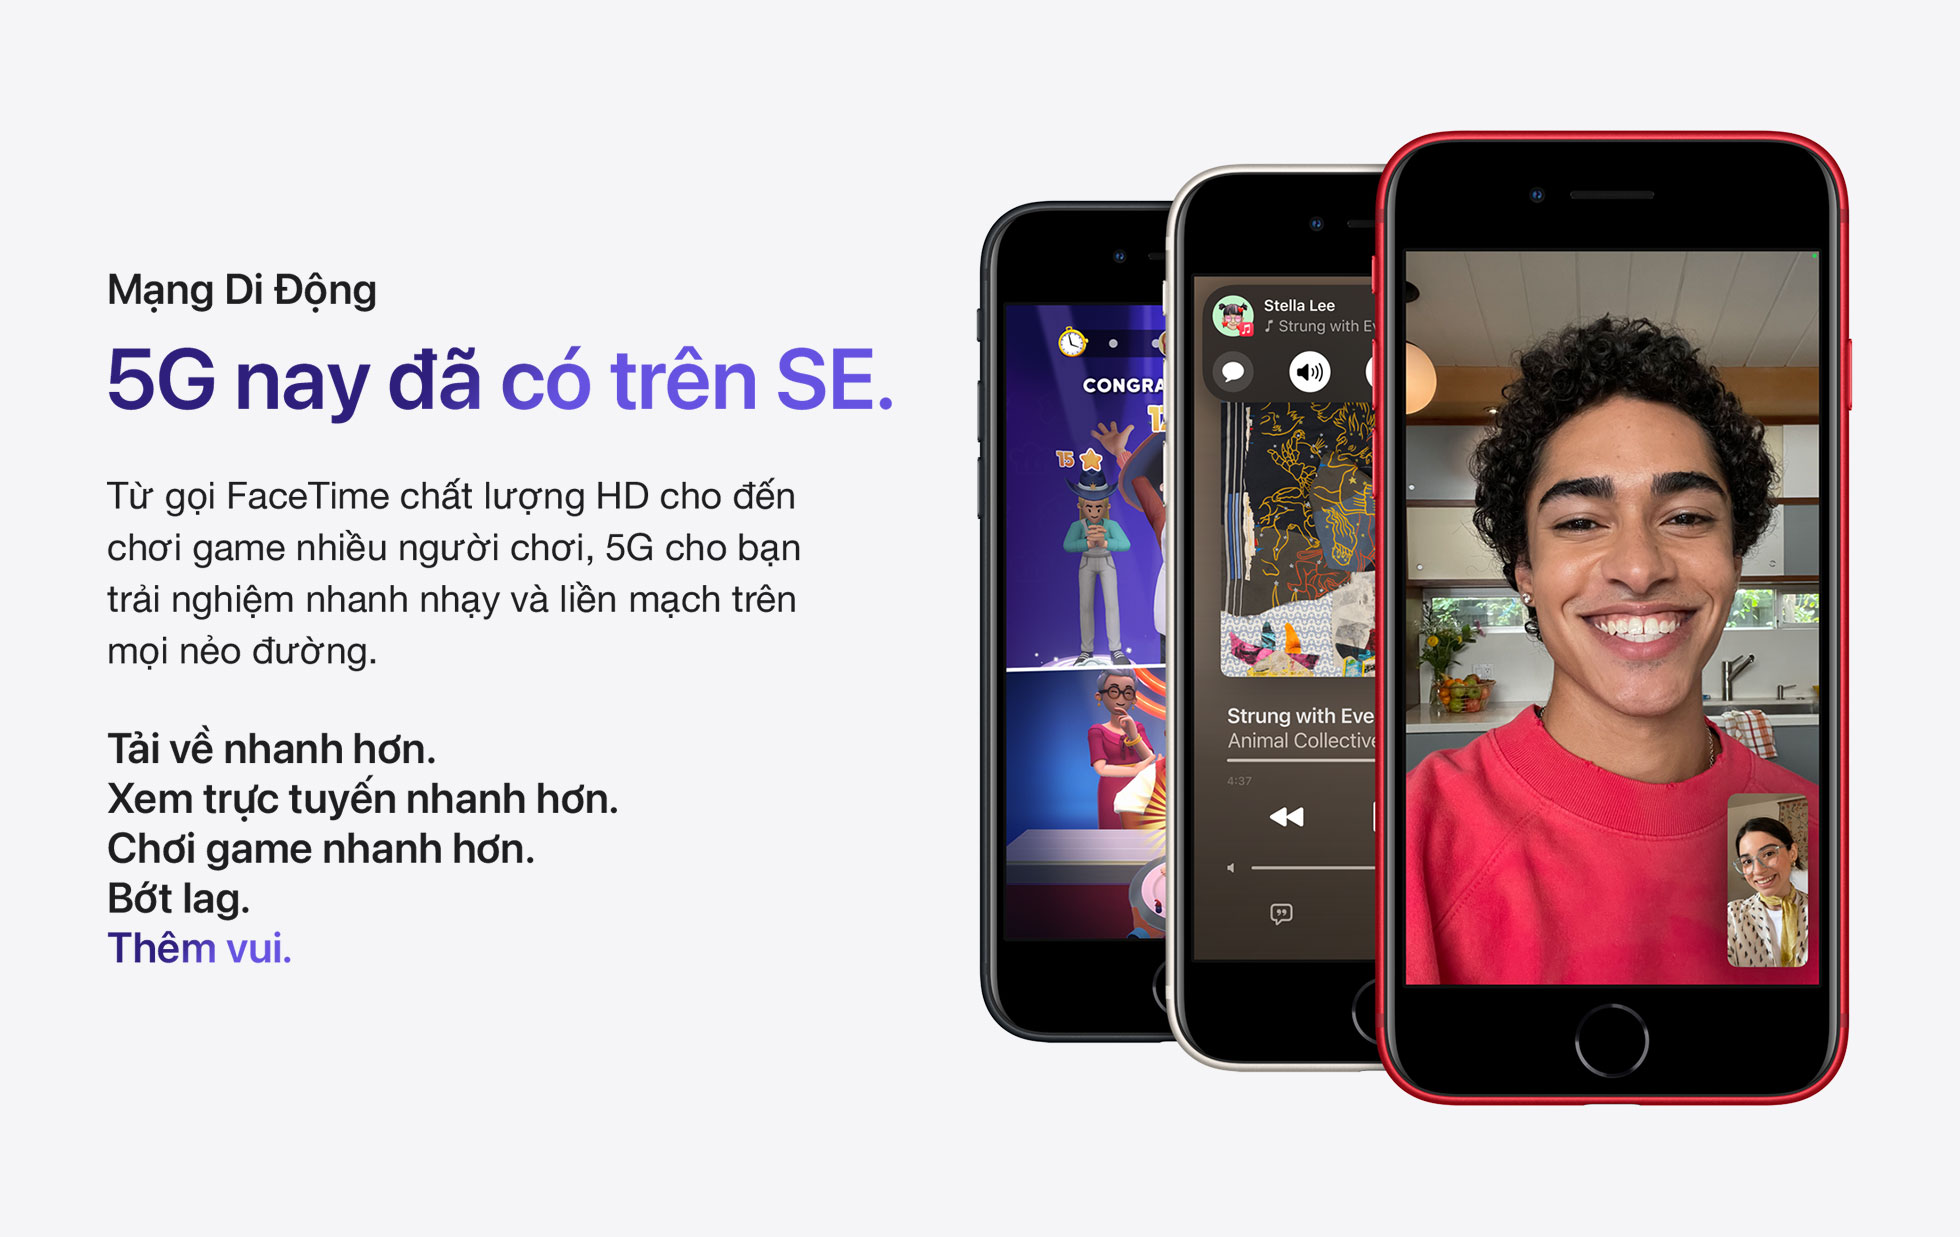 Mạng Di Động
5G nay đã có trên SE.
Từ gọi FaceTime chất lượng HD cho đến
chơi game nhiều người chơi, 5G cho bạn
trải nghiệm nhanh nhạy và liền mạch trên
mọi nẻo đường.
Tải về nhanh hơn.
Xem trực tuyến nhanh hơn.
Chơi game nhanh hơn.
Bớt lag.
Thêm vui.
CONGRA
15
Stella Lee
Strung with Ev
Strung with Eve
Animal Collective
4:37